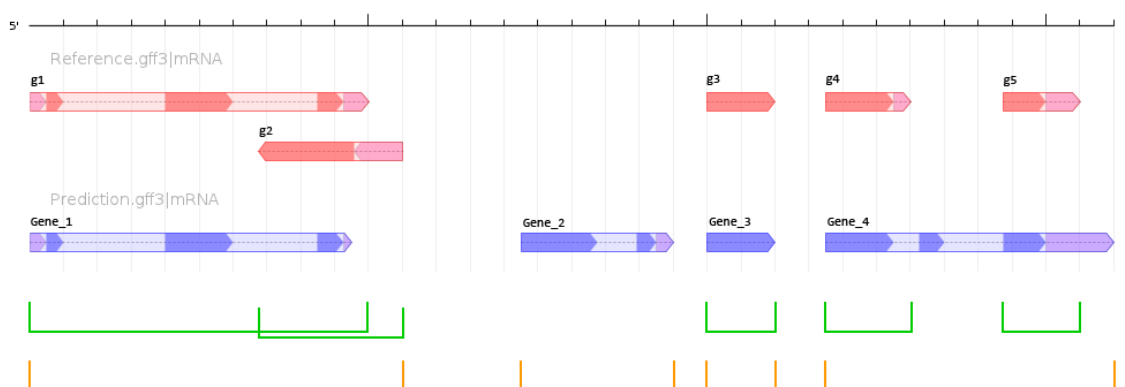 5'
Reference.gff3|mRNA
g1
g3
g4
g5
g2
Prediction.gff3|mRNA
Gene_1
Gene_2
Gene_3
Gene_4